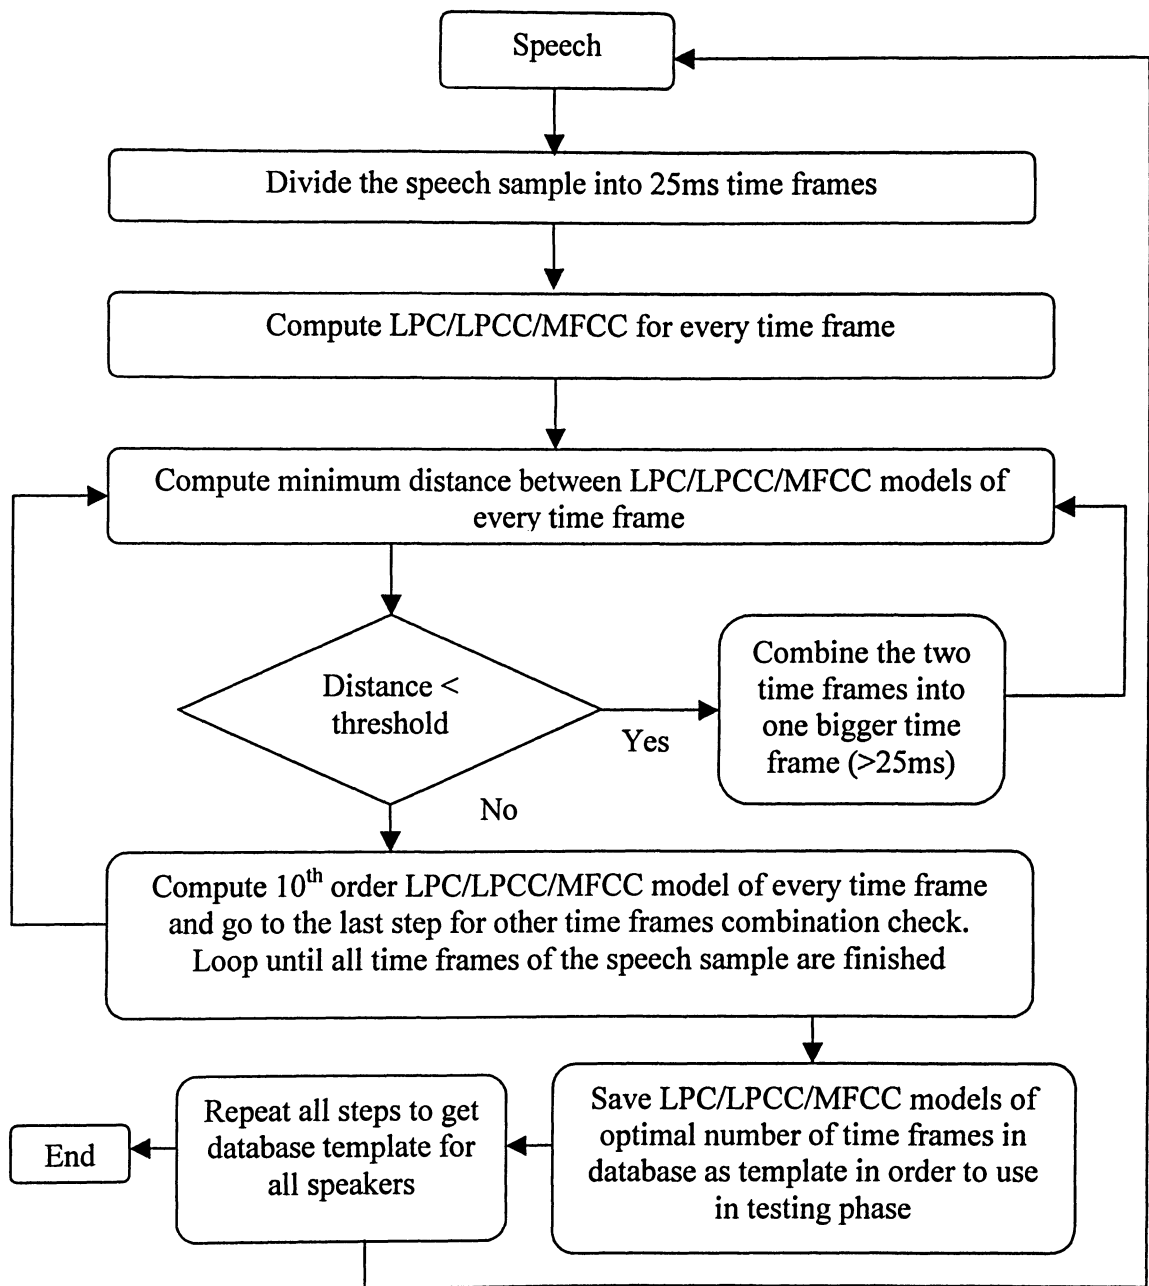 Speech
Divide the speech sample into 25ms time frames
Compute LPC/LPCC/MFCC for every time frame
Compute minimum distance between LPC/LPCC/MFCC models of
every time frame
Distance <
threshold
Yes
Combine the two
time frames into
one bigger time
frame (>25ms)
No
Compute 10th order LPC/LPCC/MFCC model of every time frame
and go to the last step for other time frames combination check.
Loop until all time frames of the speech sample are finished
Save LPC/LPCC/MFCC models of
optimal number of time frames in
database as template in order to use
in testing phase
Repeat all steps to get
database template for
all speakers
End